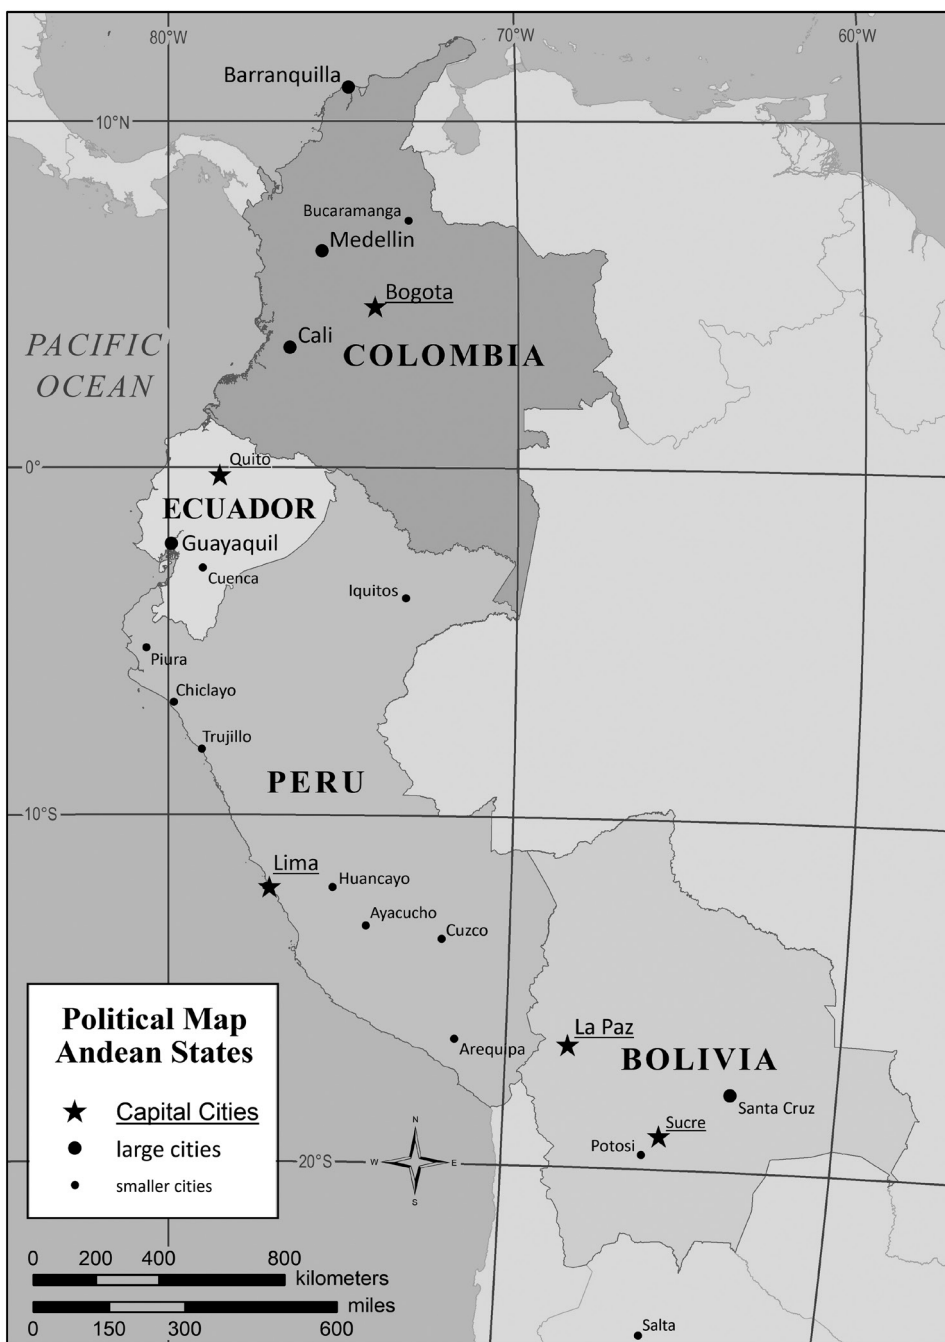 80°W
70°W
60°W
Barranquilla
10°N
Bucaramanga
Medellin
Bogota
Cali
PACIFIC
OCEAN
COLOMBIA
0°
Quito
ECUADOR
Guayaquil
Cuenca
Iquitos
Piura
Chiclayo
Trujillo
PERU
10°S
Lima
Huancayo
Ayacucho
Cuzco
La Paz
Arequipa
BOLIVIA
Santa Cruz
Sucre
Potosi
20°S
N
W
E
S
Political Map
Andean States
Capital Cities
large cities
smaller cities
0 200 400 800
kilometers
miles
0 150 300 600
Salta